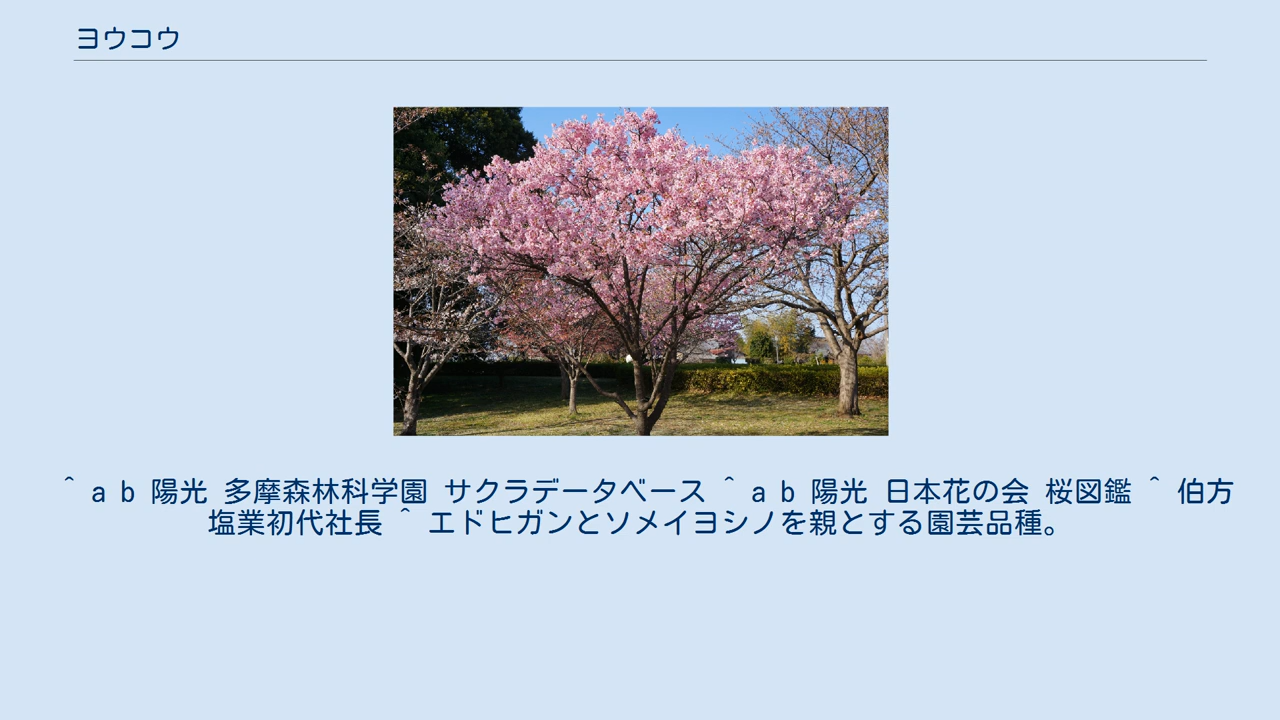 ヨウコウ
^ a b 陽光 多摩森林科学園 サクラデータベース ^ a b 陽光 日本花の会 桜図鑑 ^ 伯方
塩業初代社長 ^ エドヒガンとソメイヨシノを親とする園芸品種。